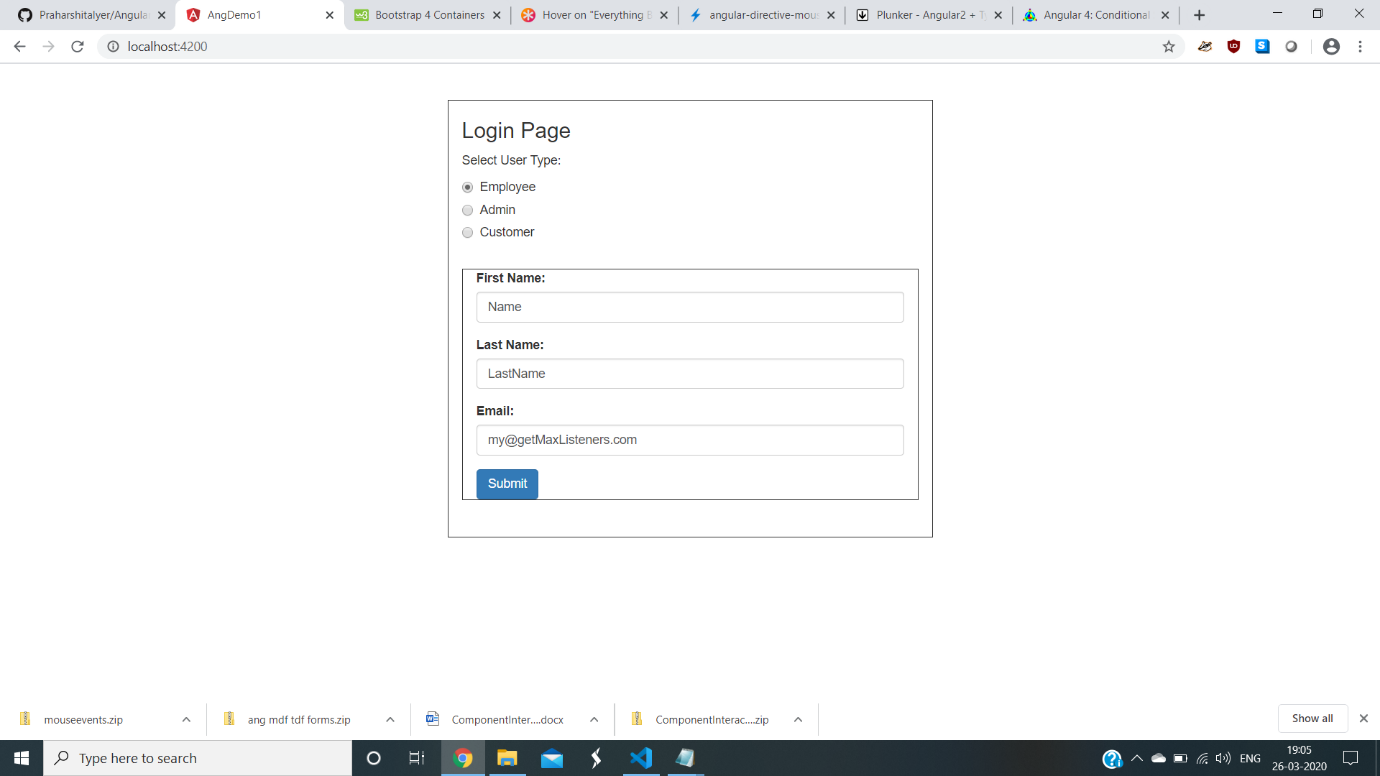 PraharshitaIyer/Angula
AngDemo1
Bootstrap 4 Containers
Hover on "Everything B
angular-directive-mou
Plunker - Angular2 + T
Angular 4: Conditional
localhost:4200
Login Page
Select User Type:
Employee
Admin
Customer
First Name:
Name
Last Name:
LastName
Email:
my@getMaxListeners.com
Submit
mouseevents.zip
ang mdf tdf forms.zip
ComponentInter....docx
ComponentInterac....zip
Show all
Type here to search
ENG
19:05
26-03-2020